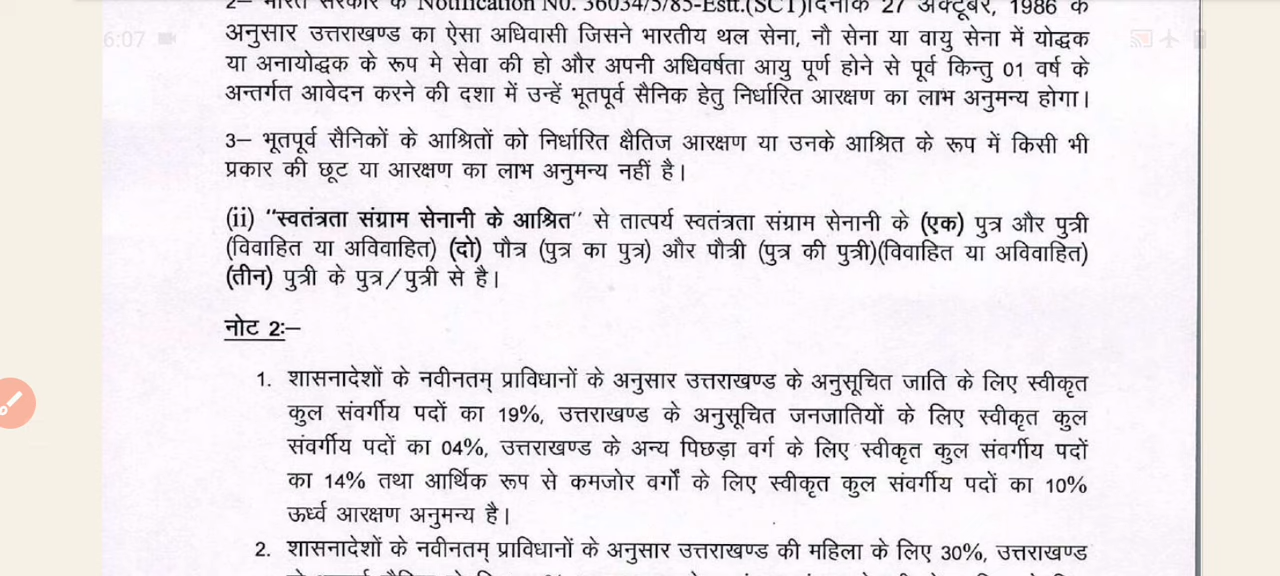 2– भारत सरकार के Notification No. 36034/5/85-Estt.(SCT)दिनांक 27 अक्टूबर, 1986 के
6:07
अनुसार उत्तराखण्ड का ऐसा अधिवासी जिसने भारतीय थल सेना, नौ सेना या वायु सेना में योद्धक
या अनायोद्धक के रूप मे सेवा की हो और अपनी अधिवर्षता आयु पूर्ण होने से पूर्व किन्तु 01 वर्ष के
अन्तर्गत आवेदन करने की दशा में उन्हें भूतपूर्व सैनिक हेतु निर्धारित आरक्षण का लाभ अनुमन्य होगा।
3– भूतपूर्व सैनिकों के आश्रितों को निर्धारित क्षैतिज आरक्षण या उनके आश्रित के रूप में किसी भी
प्रकार की छूट या आरक्षण का लाभ अनुमन्य नहीं है।
(ii) "स्वतंत्रता संग्राम सेनानी के आश्रित" से तात्पर्य स्वतंत्रता संग्राम सेनानी के (एक) पुत्र और पुत्री
(विवाहित या अविवाहित) (दो) पौत्र (पुत्र का पुत्र) और पौत्री (पुत्र की पुत्री)(विवाहित या अविवाहित)
(तीन) पुत्री के पुत्र/पुत्री से है।
नोट 2:–
1. शासनादेशों के नवीनतम् प्राविधानों के अनुसार उत्तराखण्ड के अनुसूचित जाति के लिए स्वीकृत
कुल संवर्गीय पदों का 19%, उत्तराखण्ड के अनुसूचित जनजातियों के लिए स्वीकृत कुल
संवर्गीय पदों का 04%, उत्तराखण्ड के अन्य पिछड़ा वर्ग के लिए स्वीकृत कुल संवर्गीय पदों
का 14% तथा आर्थिक रूप से कमजोर वर्गों के लिए स्वीकृत कुल संवर्गीय पदों का 10%
ऊर्ध्व आरक्षण अनुमन्य है।
2. शासनादेशों के नवीनतम् प्राविधानों के अनुसार उत्तराखण्ड की महिला के लिए 30%, उत्तराखण्ड